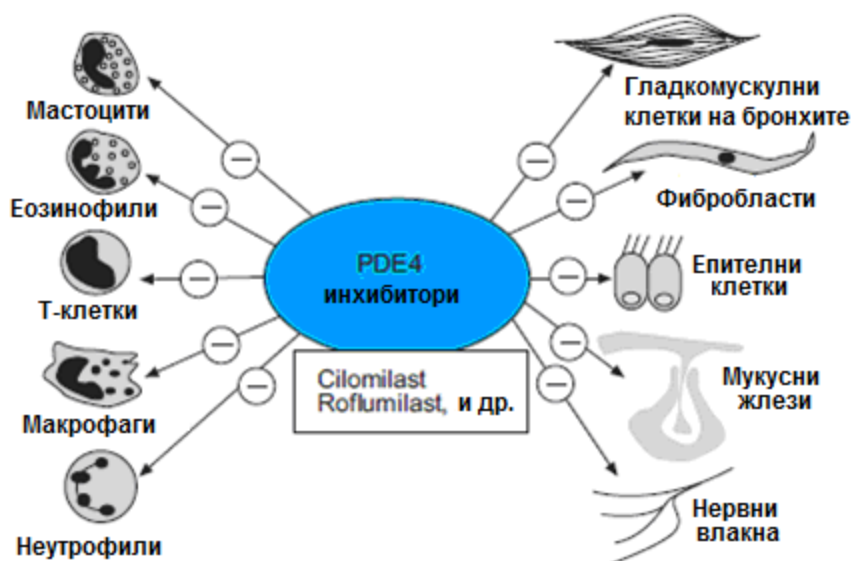 Мастоцити
Еозинофили
Т-клетки
Макрофаги
Неутрофили
PDE4
инхибитори
Cilomilast
Roflumilast, и др.
Гладкомускулни
клетки на бронхите
Фибробласти
Епителни
клетки
Мукусни
жлези
Нервни
влакна